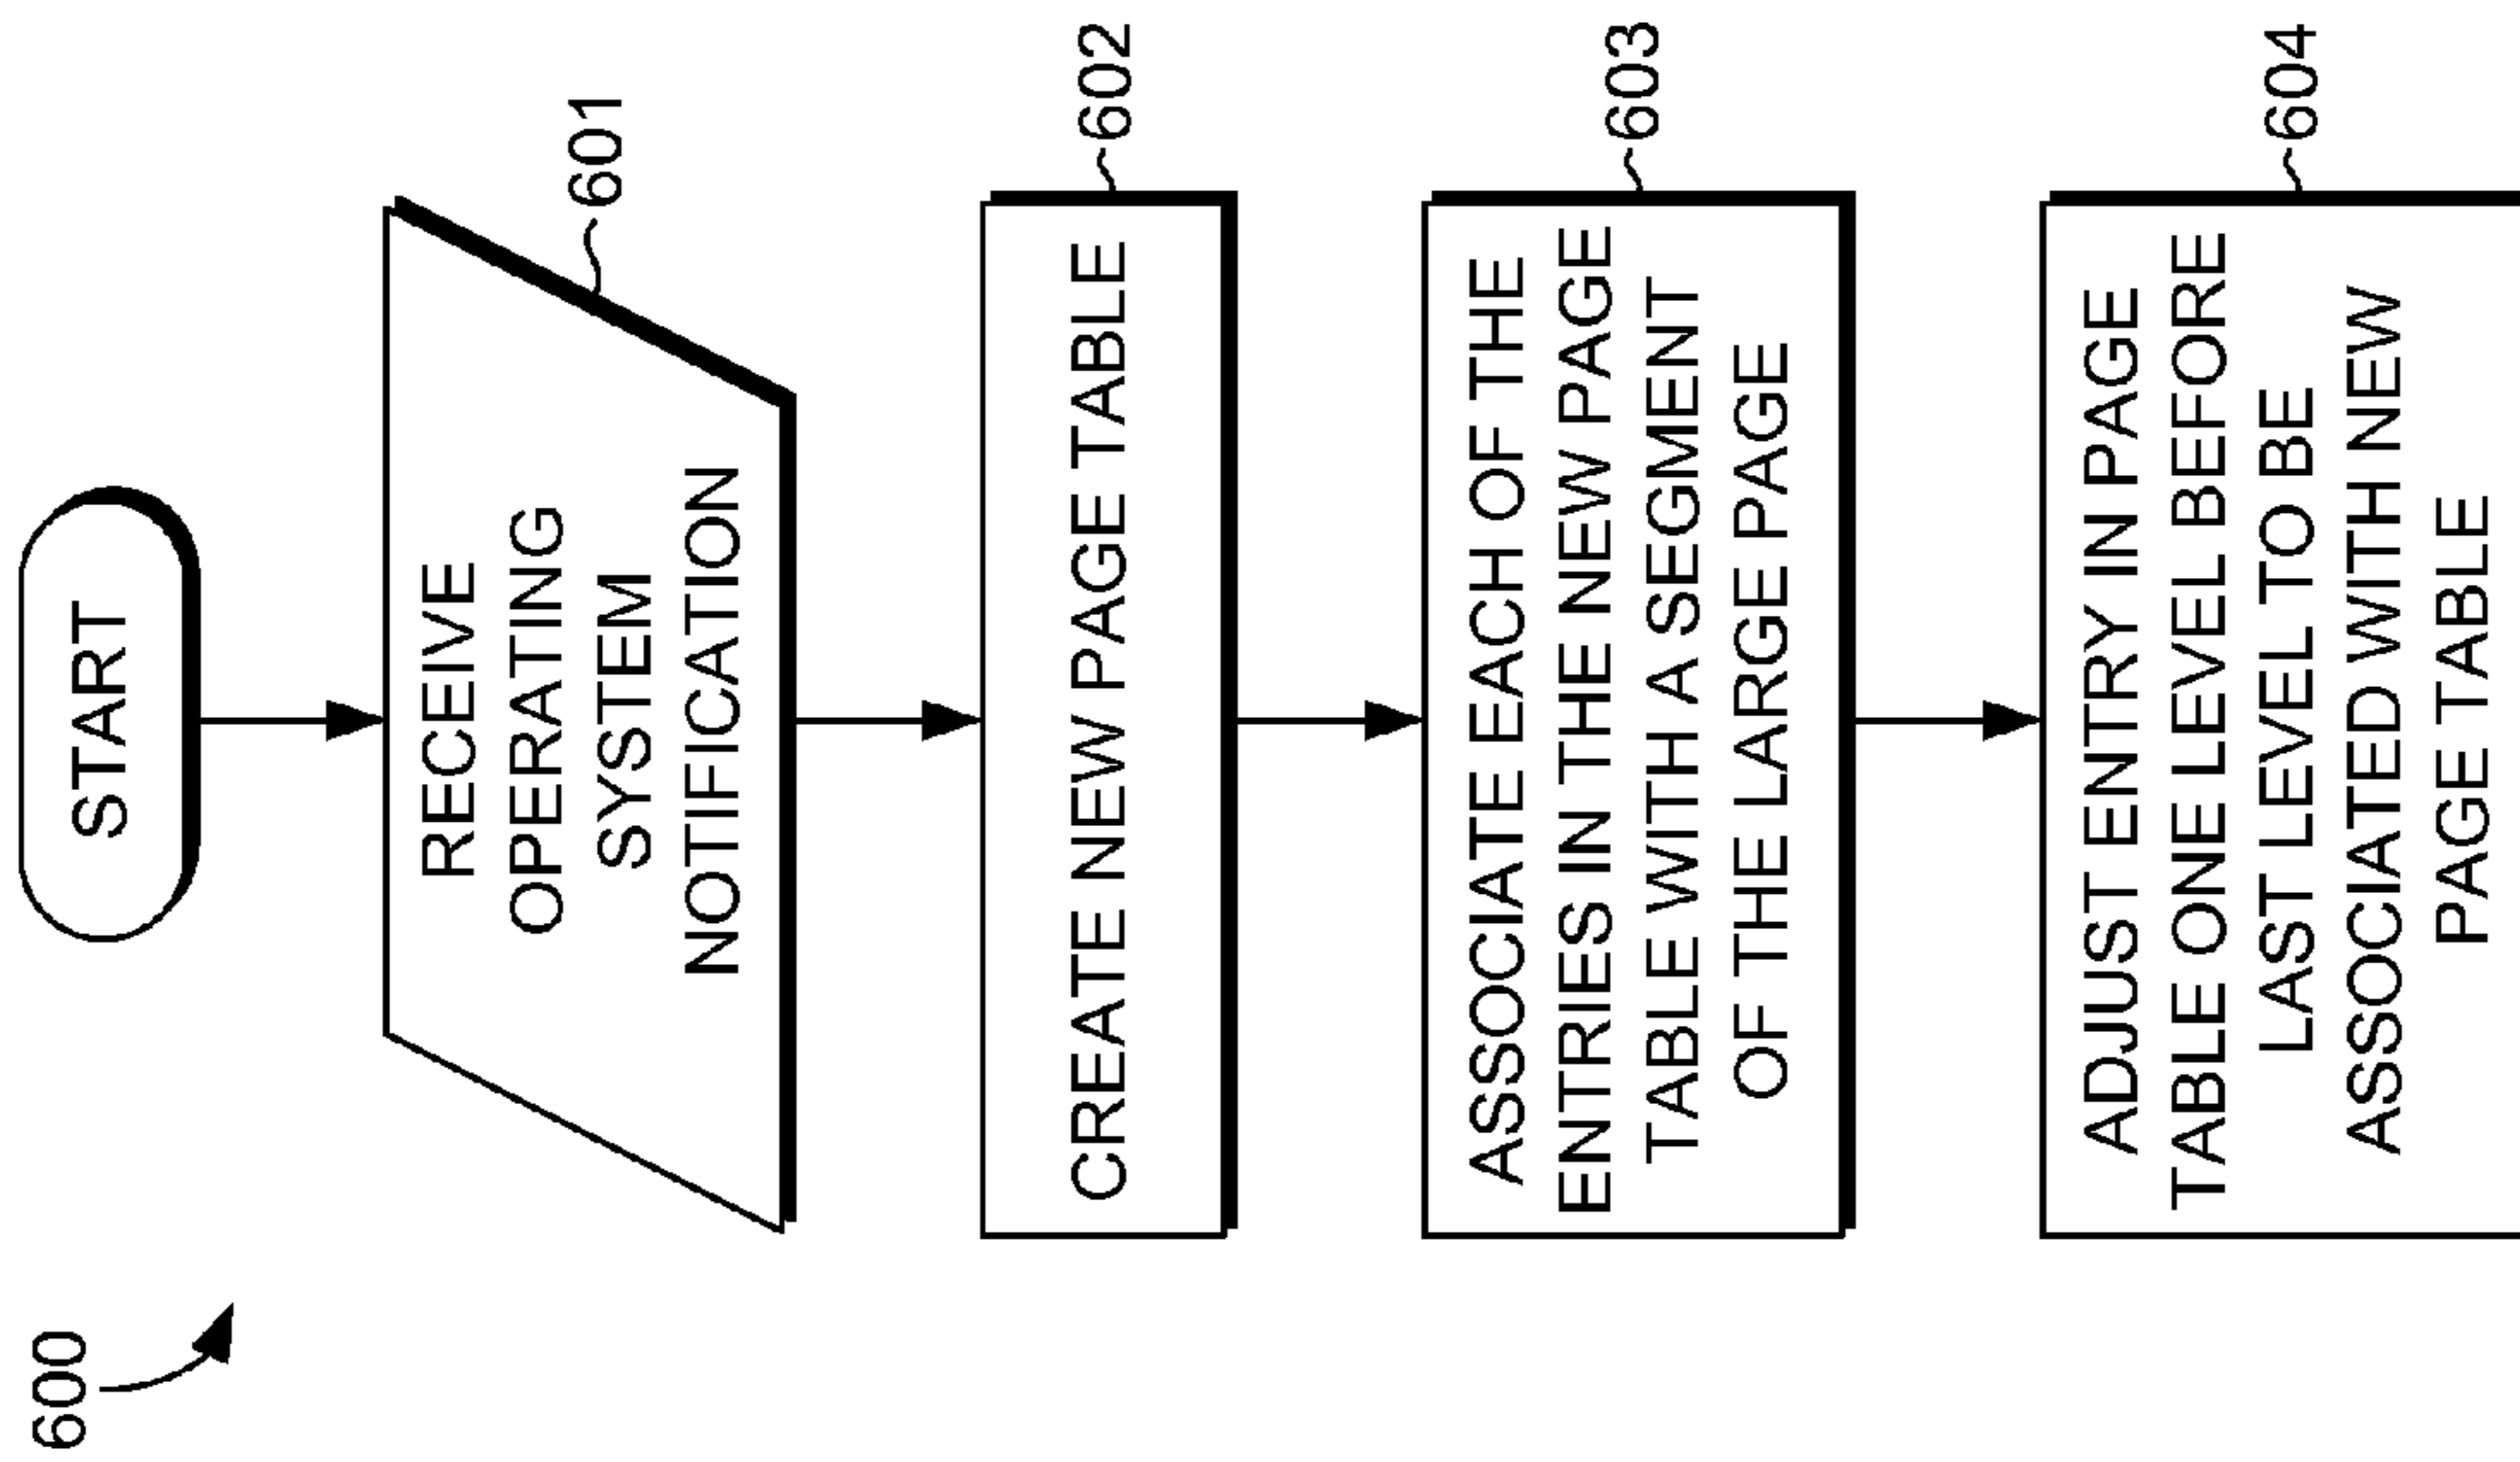 600
START
RECEIVE
OPERATING
SYSTEM
NOTIFICATION
601
CREATE NEW PAGE TABLE
602
ASSOCIATE EACH OF THE
ENTRIES IN THE NEW PAGE
TABLE WITH A SEGMENT
OF THE LARGE PAGE
603
ADJUST ENTRY IN PAGE
TABLE ONE LEVEL BEFORE
LAST LEVEL TO BE
ASSOCIATED WITH NEW
PAGE TABLE
604